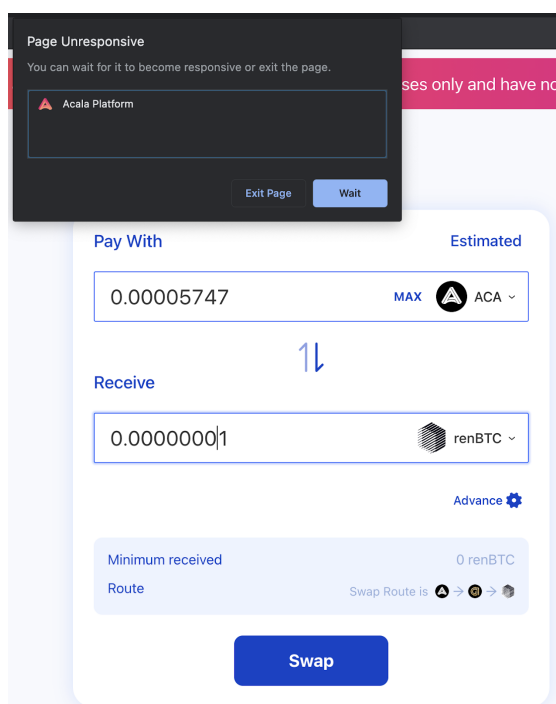 Page Unresponsive
You can wait for it to become responsive or exit the page.
Acala Platform
Exit Page
Wait
ses only and have no
Pay With
Estimated
0.00005747
MAX
ACA
Receive
0.00000001
renBTC
Advance
Minimum received
0 renBTC
Route
Swap Route is
Swap